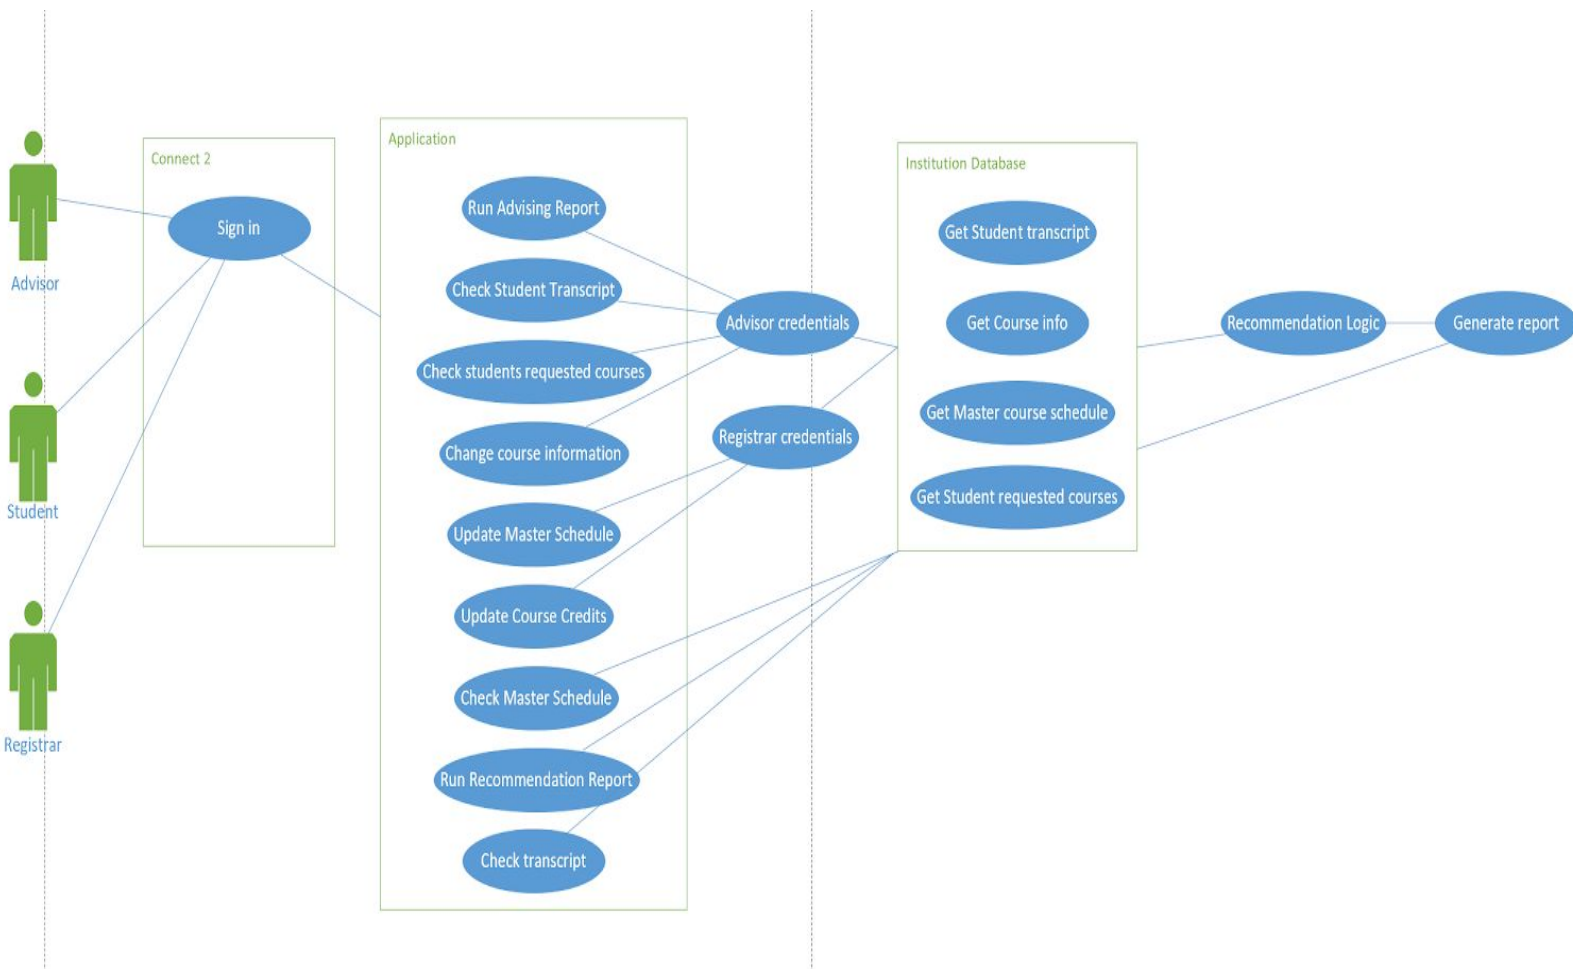 Advisor
Student
Registrar
Connect 2
Sign in
Application
Run Advising Report
Check Student Transcript
Check students requested courses
Change course information
Update Master Schedule
Update Course Credits
Check Master Schedule
Run Recommendation Report
Check transcript
Advisor credentials
Registrar credentials
Institution Database
Get Student transcript
Get Course info
Get Master course schedule
Get Student requested courses
Recommendation Logic
Generate report